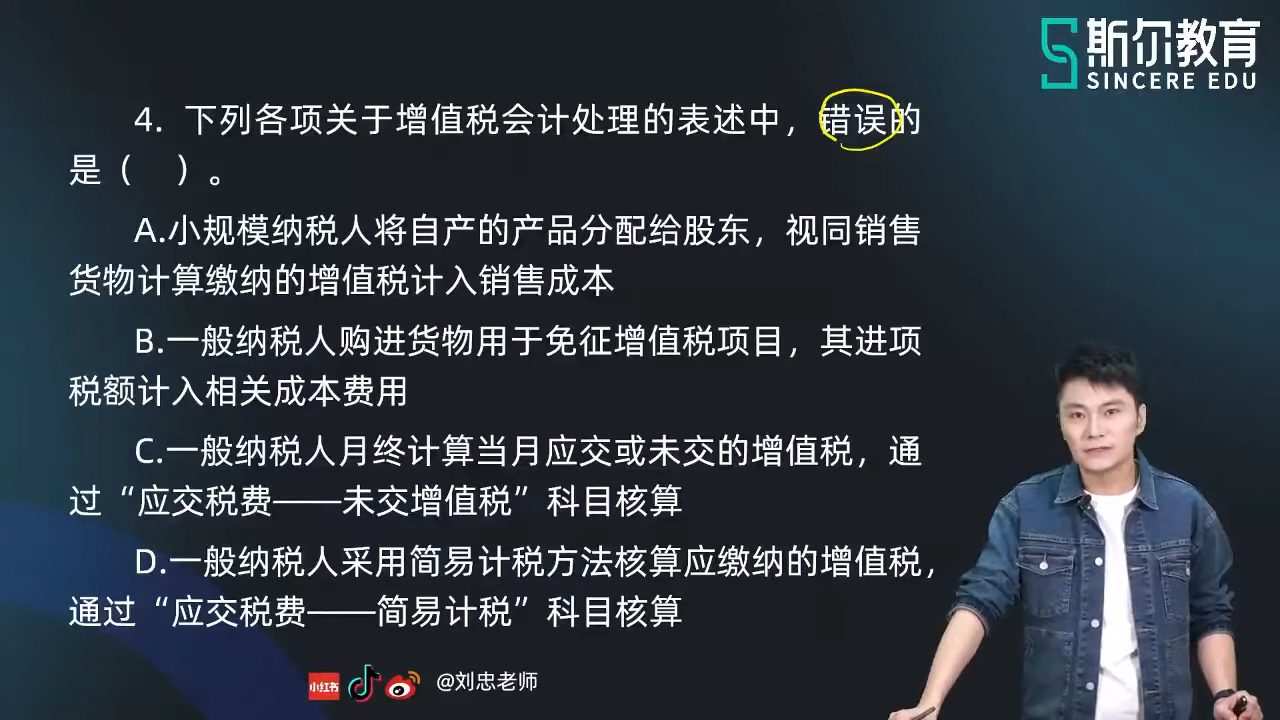 斯尔教育
SINCERE EDU
4. 下列各项关于增值税会计处理的表述中，错误的
是（ ）。
A.小规模纳税人将自产的产品分配给股东，视同销售
货物计算缴纳的增值税计入销售成本
B.一般纳税人购进货物用于免征增值税项目，其进项
税额计入相关成本费用
C.一般纳税人月终计算当月应交或未交的增值税，通
过“应交税费——未交增值税”科目核算
D.一般纳税人采用简易计税方法核算应缴纳的增值税，
通过“应交税费——简易计税”科目核算
小红书 @刘忠老师